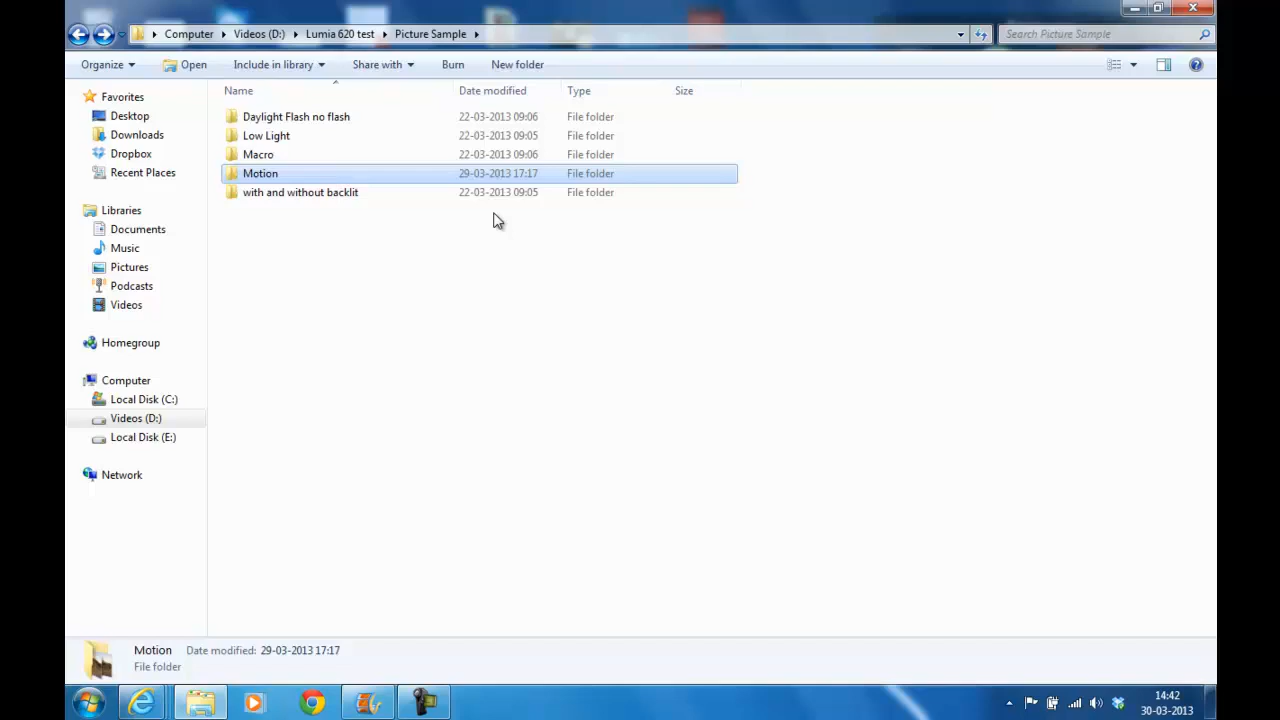 Computer Videos (D:) Lumia 620 test Picture Sample Search Picture Sample
Organize Open Include in library Share with Burn New folder
Name Date modified Type Size
Daylight Flash no flash 22-03-2013 09:06 File folder
Low Light 22-03-2013 09:05 File folder
Macro 22-03-2013 09:06 File folder
Motion 29-03-2013 17:17 File folder
with and without backlit 22-03-2013 09:05 File folder
Favorites
Desktop
Downloads
Dropbox
Recent Places
Libraries
Documents
Music
Pictures
Podcasts
Videos
Homegroup
Computer
Local Disk (C:)
Videos (D:)
Local Disk (E:)
Network
Motion Date modified: 29-03-2013 17:17
File folder
14:42
30-03-2013